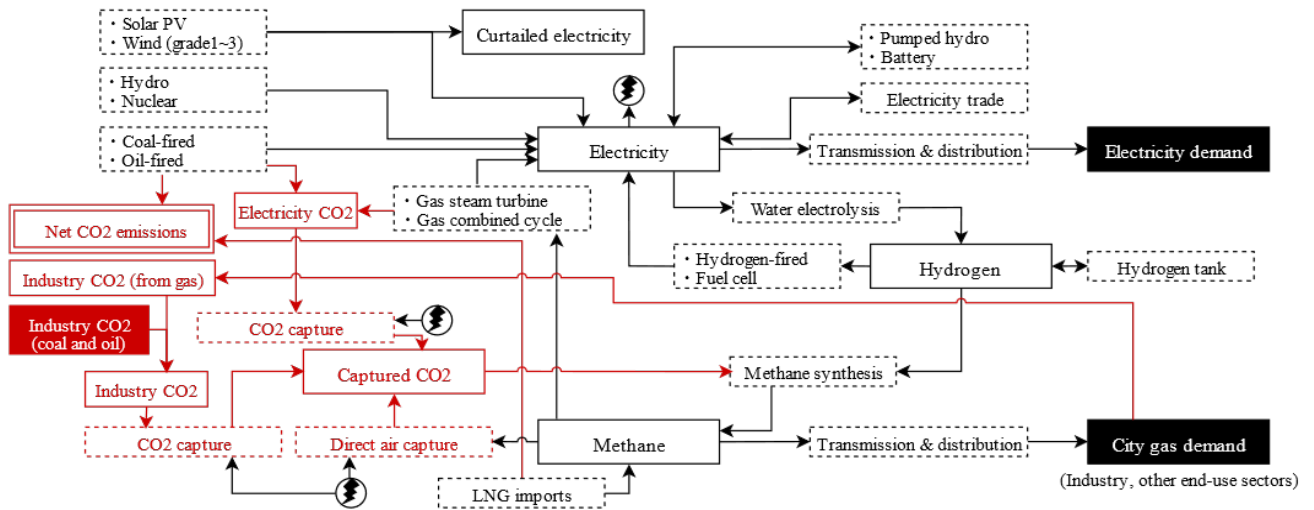 ・Solar PV
・Wind (grade1~3)
Curtailed electricity
・Pumped hydro
・Battery
・Hydro
・Nuclear
Electricity trade
・Coal-fired
・Oil-fired
Electricity
Transmission & distribution
Electricity demand
Electricity CO2
・Gas steam turbine
・Gas combined cycle
Water electrolysis
Net CO2 emissions
・Hydrogen-fired
・Fuel cell
Hydrogen
Hydrogen tank
Industry CO2 (from gas)
Industry CO2
(coal and oil)
CO2 capture
Captured CO2
Methane synthesis
Industry CO2
CO2 capture
Direct air capture
Methane
Transmission & distribution
City gas demand
(Industry, other end-use sectors)
LNG imports